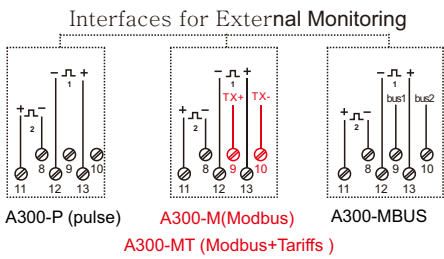 Interfaces for External Monitoring
− + 1
+ − 2
8 9 10
11 12 13
A300-P (pulse)
− + 1
TX+ TX-
+ − 2
8 9 10
11 12 13
A300-M(Modbus)
A300-MT (Modbus+Tariffs )
− + 1
bus1 bus2
+ − 2
8 9 10
11 12 13
A300-MBUS